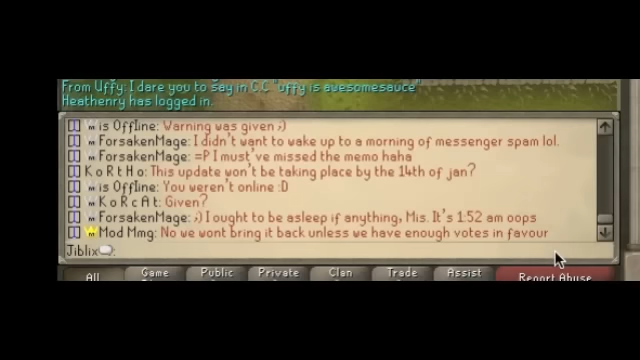 From Uffy: I dare you to say in C.C "uffy is awesomesauce"
Heathenry has logged in.
is Offline: Warning was given ;)
ForsakenMage: I didn't want to wake up to a morning of messenger spam lol.
ForsakenMage: =P I must've missed the memo haha
K o R t H o: This update won't be taking place by the 14th of jan?
is Offline: You weren't online :D
K o R c A t: Given?
ForsakenMage: ;) I ought to be asleep if anything, Mis. It's 1:52 am oops
Mod Mmg: No we wont bring it back unless we have enough votes in favour
Jiblix:
All Game Public Private Clan Trade Assist Report Abuse